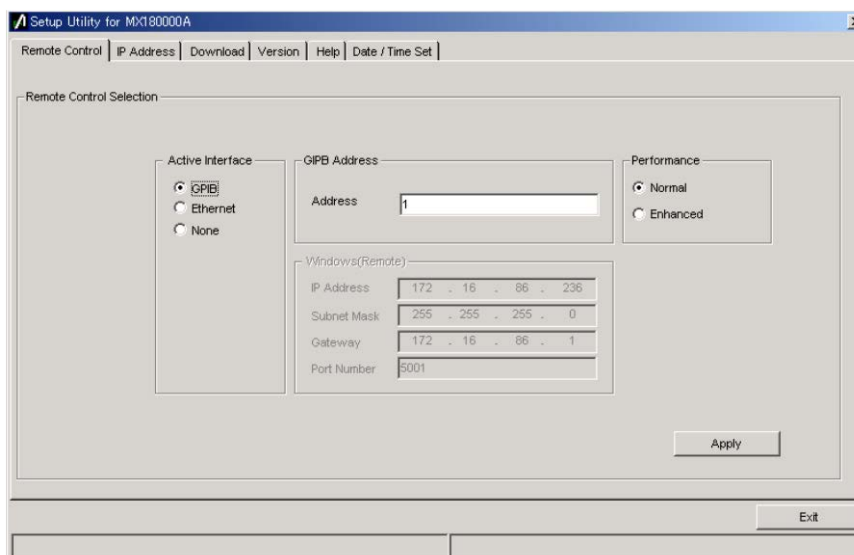 Setup Utility for MX180000A
Remote Control IP Address Download Version Help Date / Time Set
Remote Control Selection
Active Interface
GPIB
Ethernet
None
GIPB Address
Address 1
Performance
Normal
Enhanced
Windows(Remote)
IP Address 172 . 16 . 86 . 236
Subnet Mask 255 . 255 . 255 . 0
Gateway 172 . 16 . 86 . 1
Port Number 5001
Apply
Exit